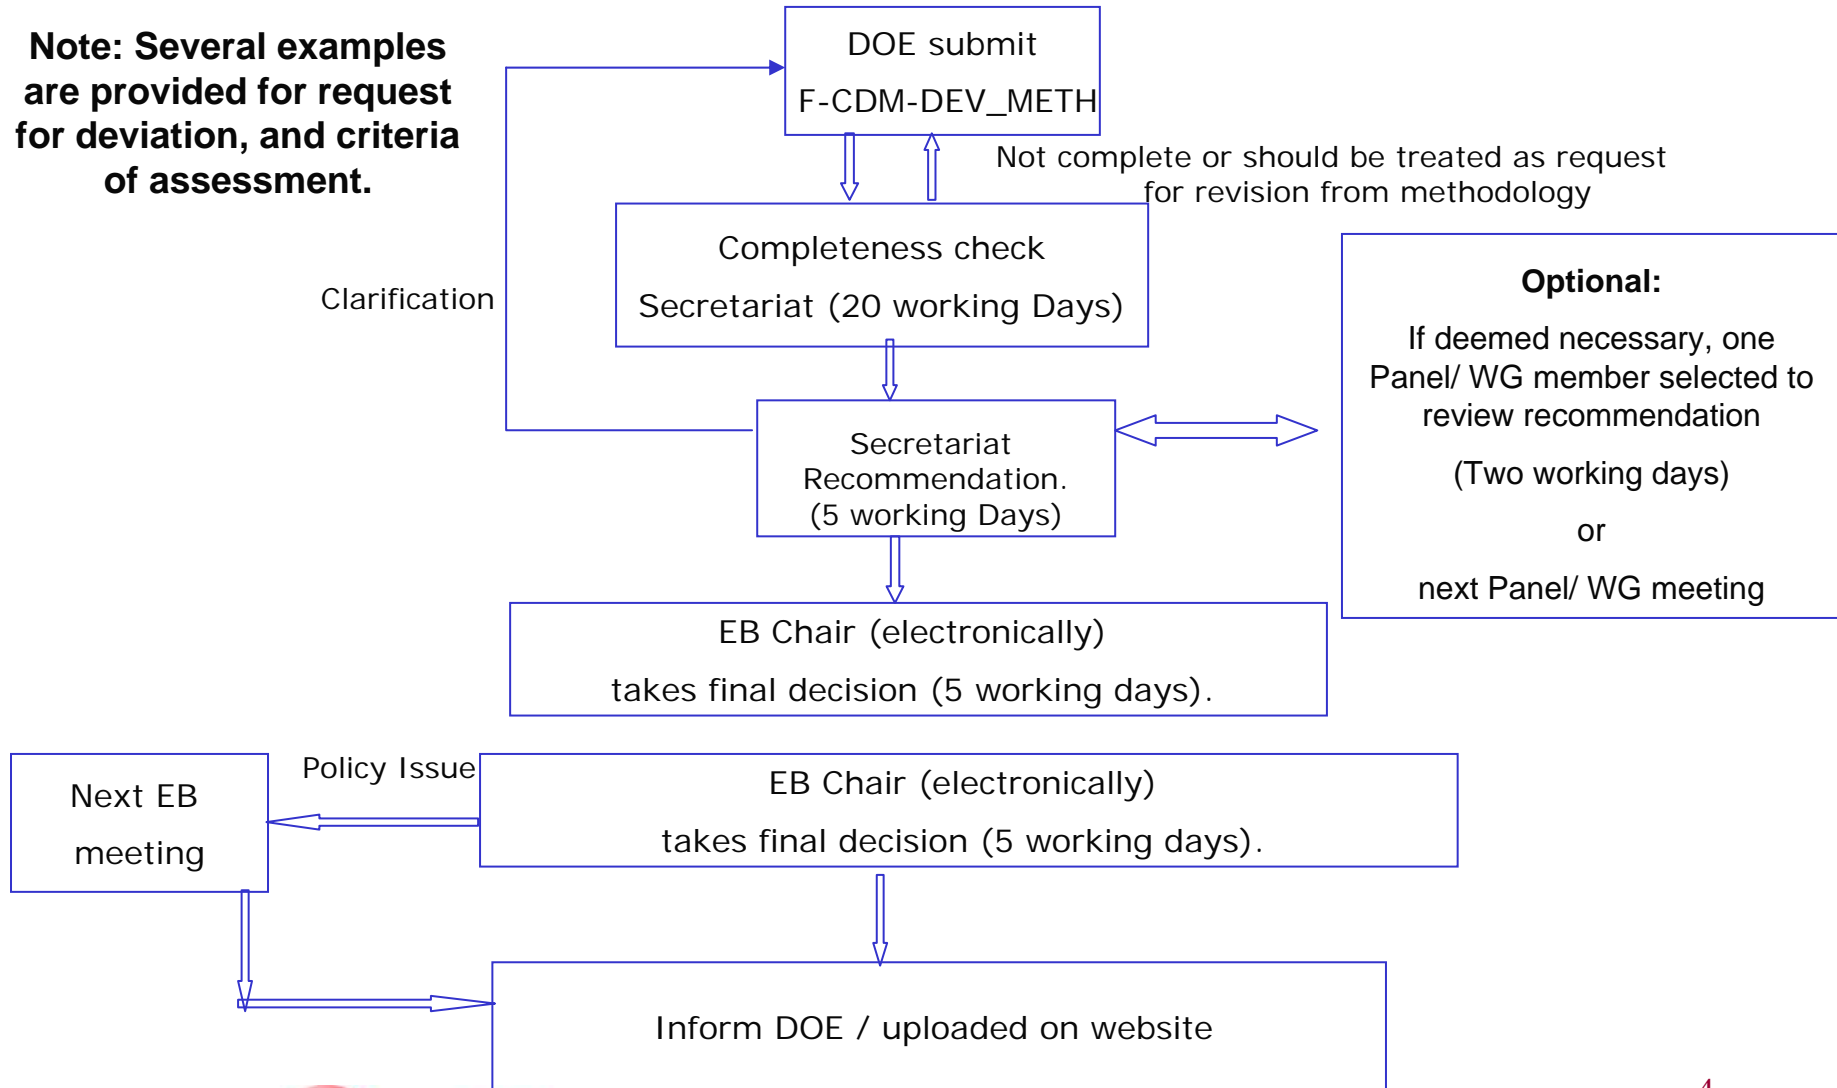 Note: Several examples
are provided for request
for deviation, and criteria
of assessment.
DOE submit
F-CDM-DEV_METH
Not complete or should be treated as request
for revision from methodology
Completeness check
Secretariat (20 working Days)
Clarification
Optional:
If deemed necessary, one
Panel/ WG member selected to
review recommendation
(Two working days)
or
next Panel/ WG meeting
Secretariat
Recommendation.
(5 working Days)
EB Chair (electronically)
takes final decision (5 working days).
Next EB
meeting
Policy Issue
EB Chair (electronically)
takes final decision (5 working days).
Inform DOE / uploaded on website
4